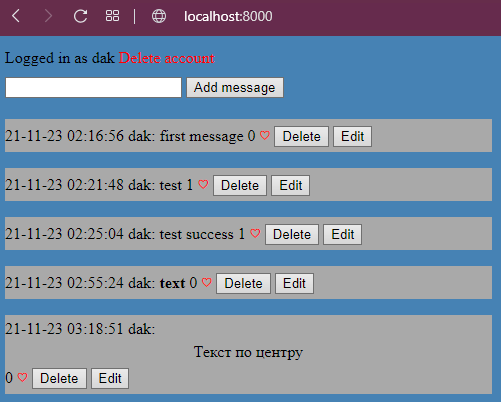 localhost:8000
Logged in as dak Delete account
Add message
21-11-23 02:16:56 dak: first message 0 ♡ Delete Edit
21-11-23 02:21:48 dak: test 1 ♡ Delete Edit
21-11-23 02:25:04 dak: test success 1 ♡ Delete Edit
21-11-23 02:55:24 dak: text 0 ♡ Delete Edit
21-11-23 03:18:51 dak:
Текст по центру
0 ♡ Delete Edit